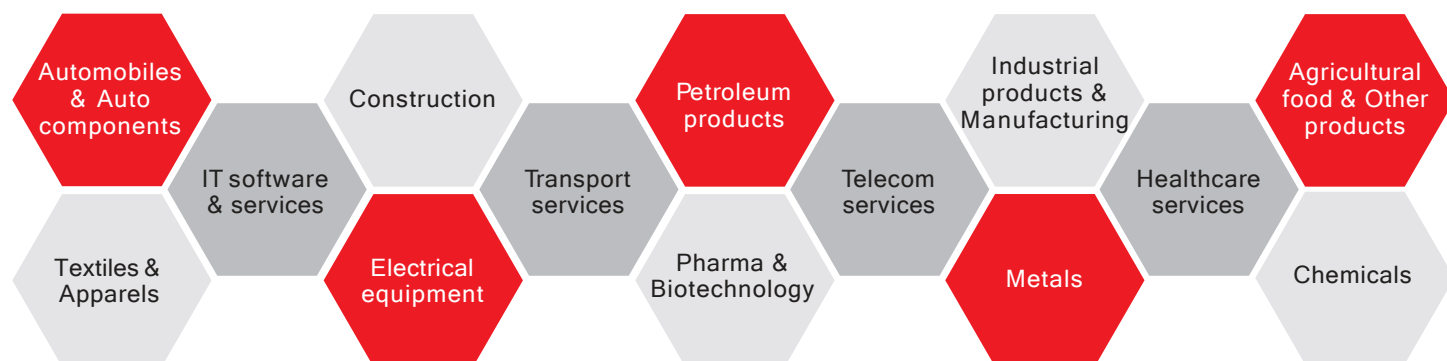 Automobiles
& Auto
components
Construction
Petroleum
products
Industrial
products &
Manufacturing
Agricultural
food & Other
products
IT software
& services
Transport
services
Telecom
services
Healthcare
services
Textiles &
Apparels
Electrical
equipment
Pharma &
Biotechnology
Metals
Chemicals